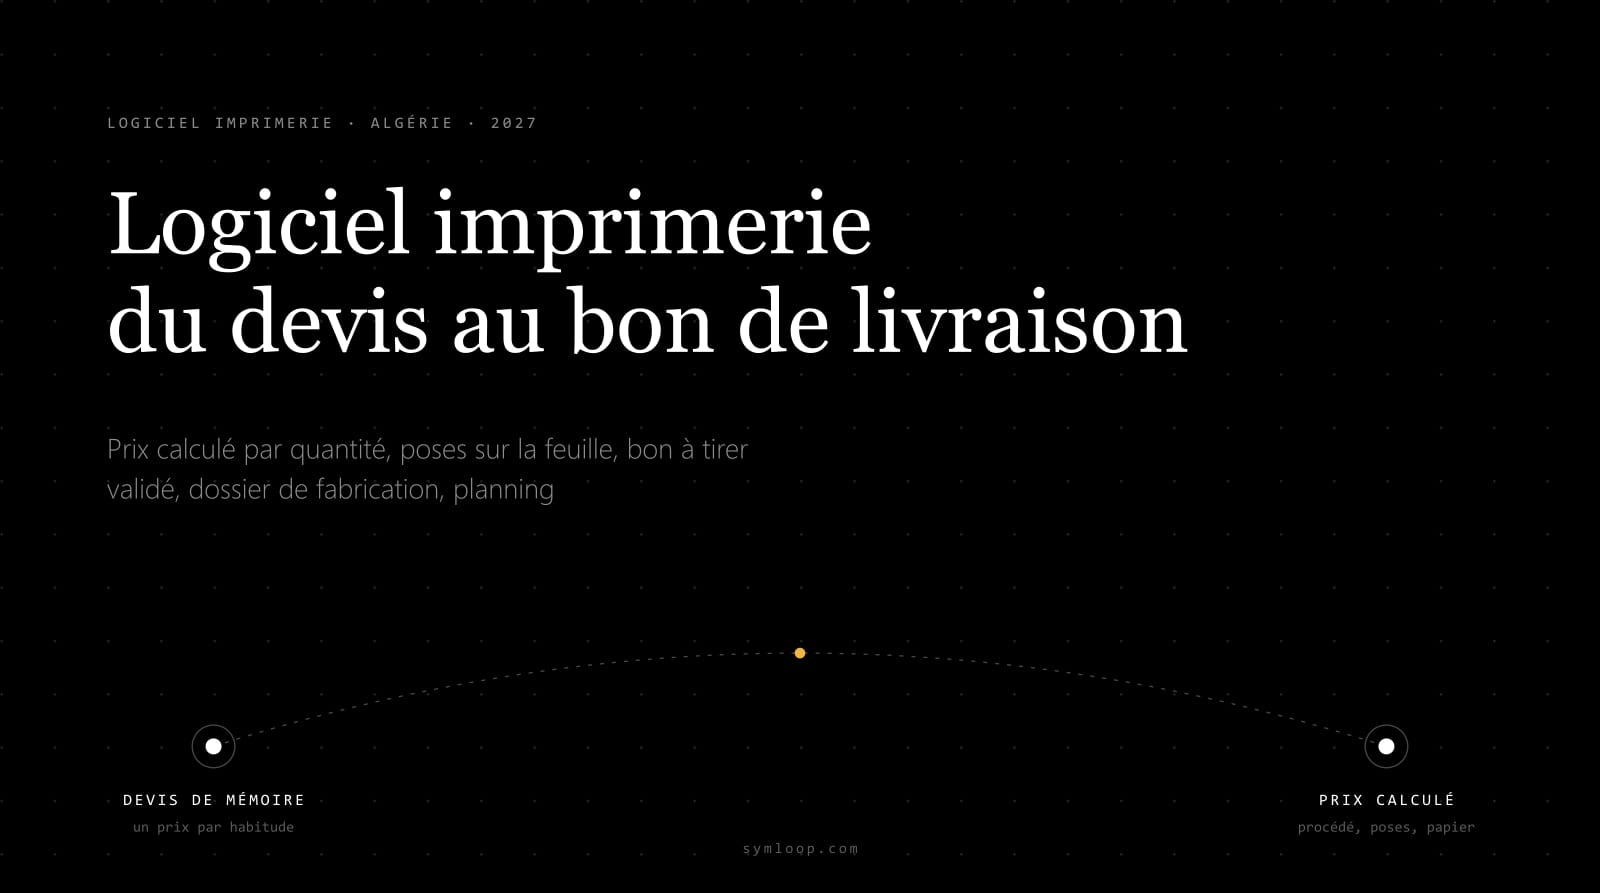 LOGICIEL IMPRIMERIE · ALGÉRIE · 2027
Logiciel imprimerie
du devis au bon de livraison
Prix calculé par quantité, poses sur la feuille, bon à tirer
validé, dossier de fabrication, planning
DEVIS DE MÉMOIRE
un prix par habitude
PRIX CALCULÉ
procédé, poses, papier
symloop.com